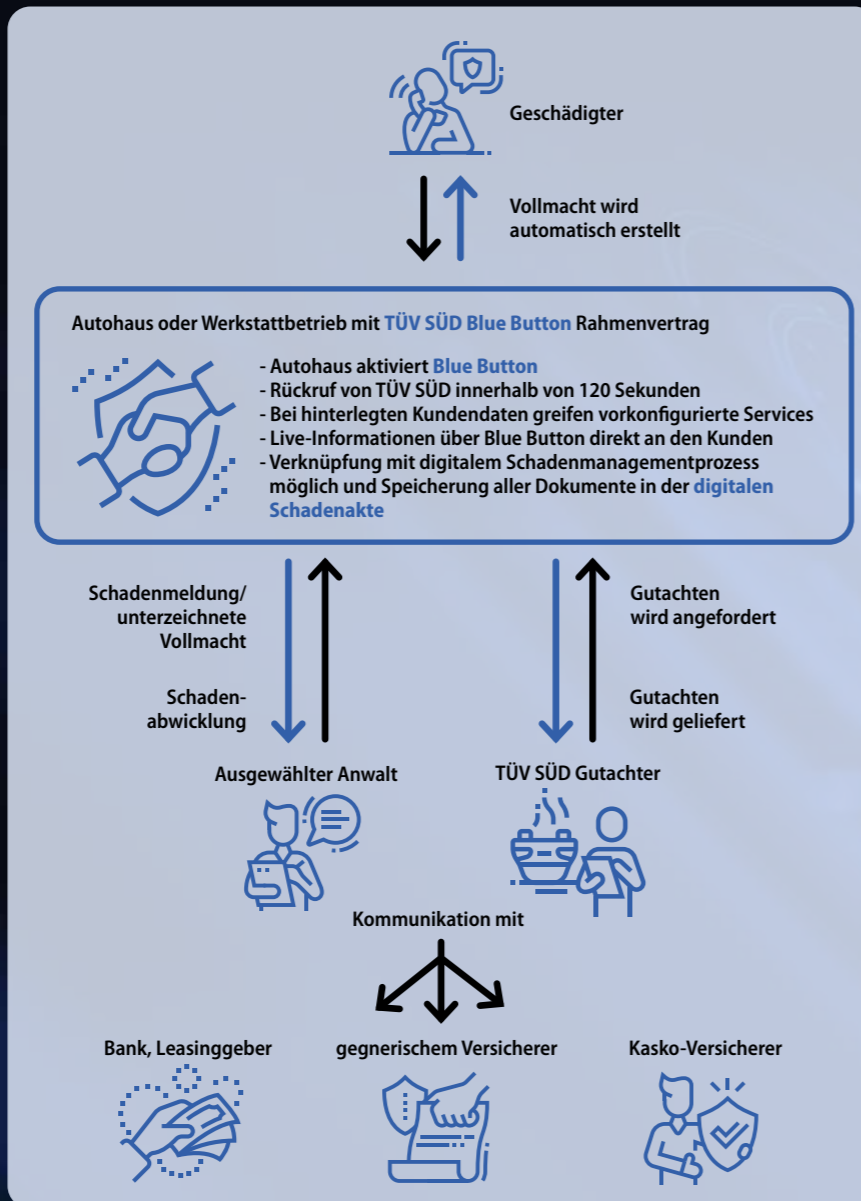 Geschädigter
Vollmacht wird
automatisch erstellt
Autohaus oder Werkstattbetrieb mit TÜV SÜD Blue Button Rahmenvertrag
- Autohaus aktiviert Blue Button
- Rückruf von TÜV SÜD innerhalb von 120 Sekunden
- Bei hinterlegten Kundendaten greifen vorkonfigurierte Services
- Live-Informationen über Blue Button direkt an den Kunden
- Verknüpfung mit digitalem Schadenmanagementprozess
möglich und Speicherung aller Dokumente in der digitalen
Schadenakte
Schadenmeldung/
unterzeichnete
Vollmacht
Schaden-
abwicklung
Gutachten
wird angefordert
Gutachten
wird geliefert
Ausgewählter Anwalt
TÜV SÜD Gutachter
Kommunikation mit
Bank, Leasinggeber
gegnerischem Versicherer
Kasko-Versicherer